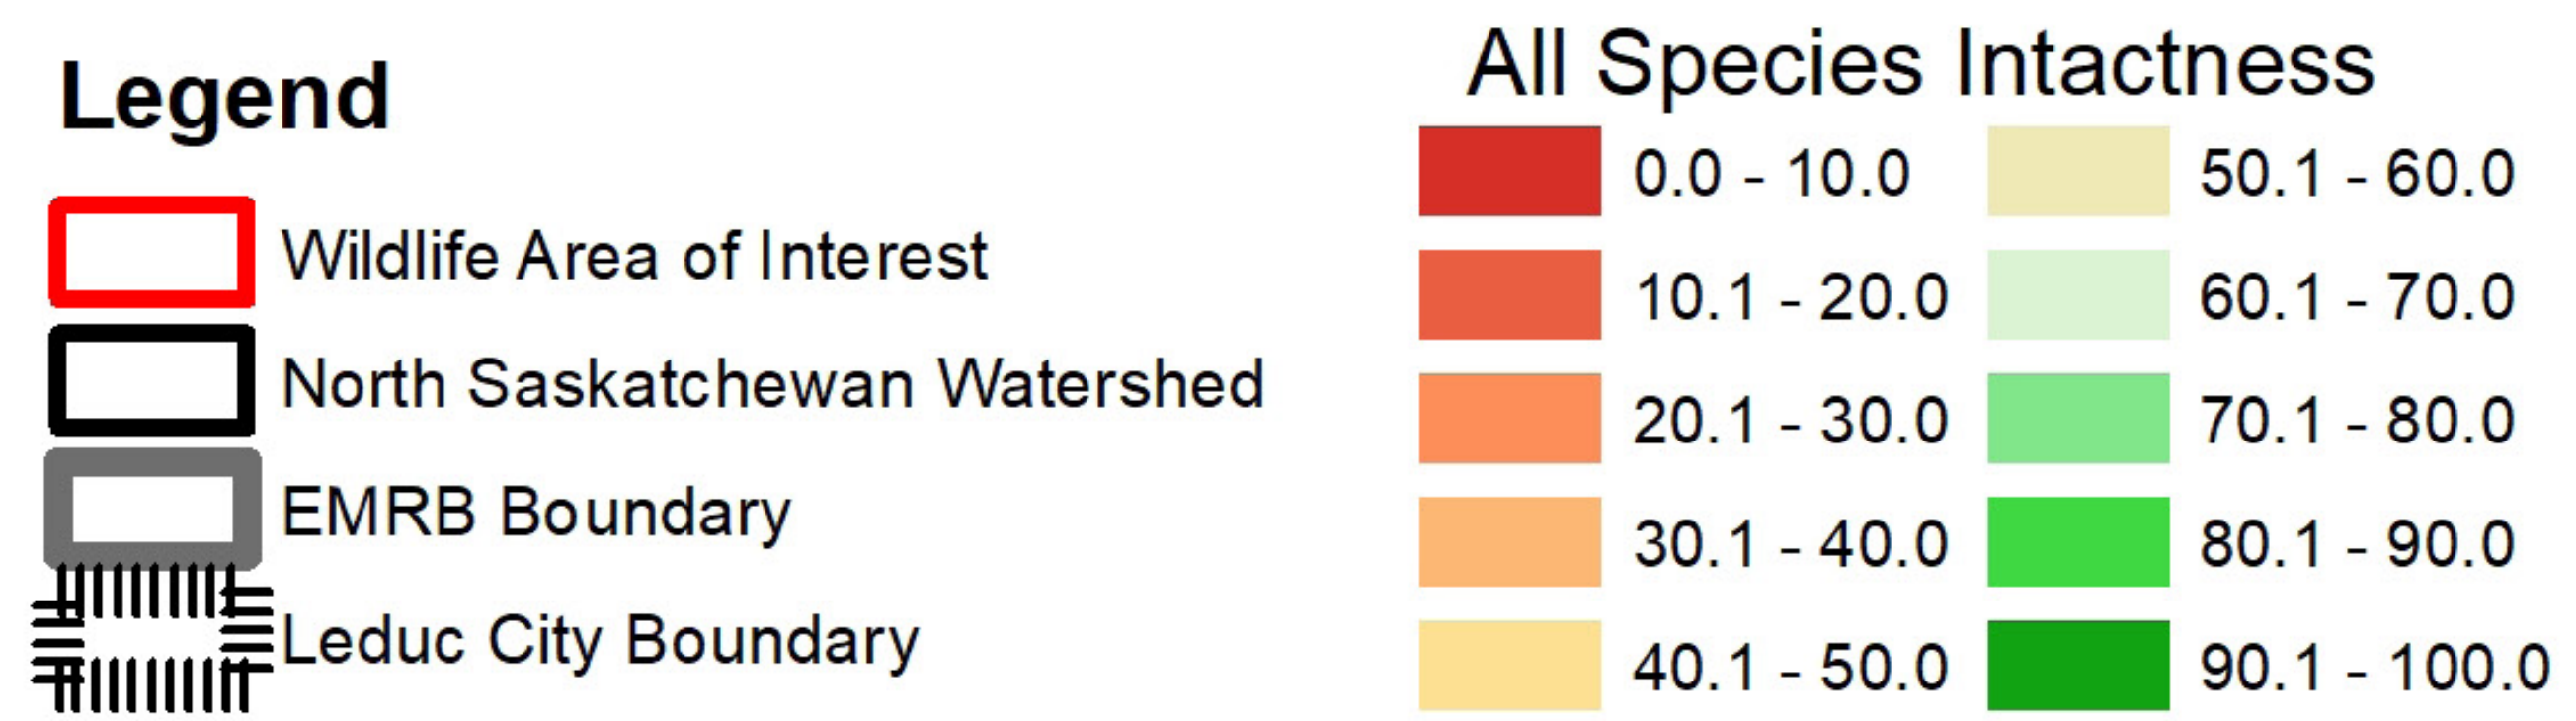 Legend
Wildlife Area of Interest
North Saskatchewan Watershed
EMRB Boundary
Leduc City Boundary
All Species Intactness
0.0 - 10.0
10.1 - 20.0
20.1 - 30.0
30.1 - 40.0
40.1 - 50.0
50.1 - 60.0
60.1 - 70.0
70.1 - 80.0
80.1 - 90.0
90.1 - 100.0